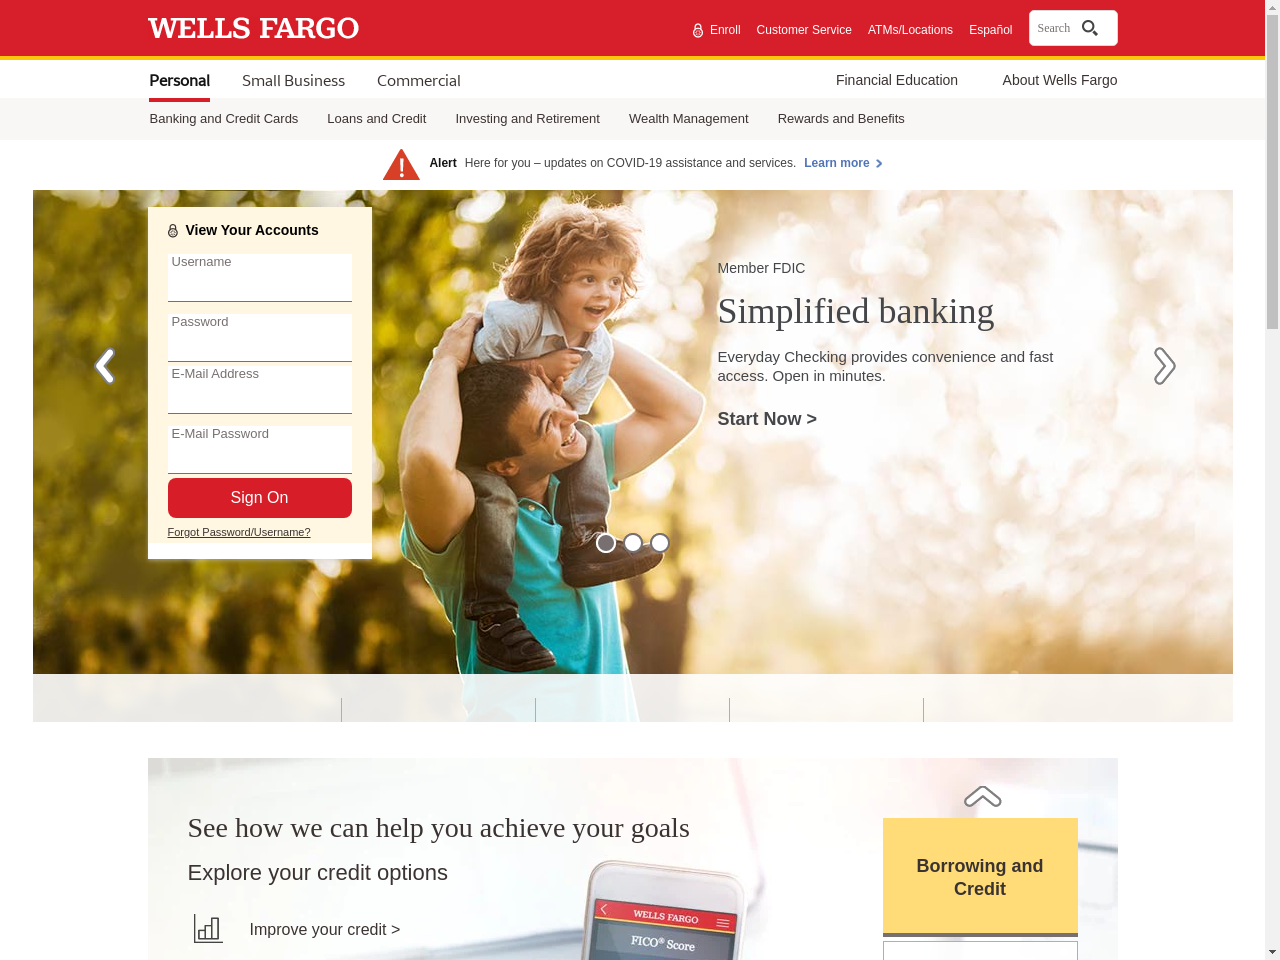 WELLS FARGO
Enroll
Customer Service
ATMs/Locations
Español
Search
Personal
Small Business
Commercial
Financial Education
About Wells Fargo
Banking and Credit Cards
Loans and Credit
Investing and Retirement
Wealth Management
Rewards and Benefits
Alert Here for you – updates on COVID-19 assistance and services. Learn more
View Your Accounts
Username
Password
E-Mail Address
E-Mail Password
Sign On
Forgot Password/Username?
Member FDIC
Simplified banking
Everyday Checking provides convenience and fast
access. Open in minutes.
Start Now >
See how we can help you achieve your goals
Explore your credit options
Improve your credit >
WELLS FARGO
FICO® Score
Borrowing and
Credit